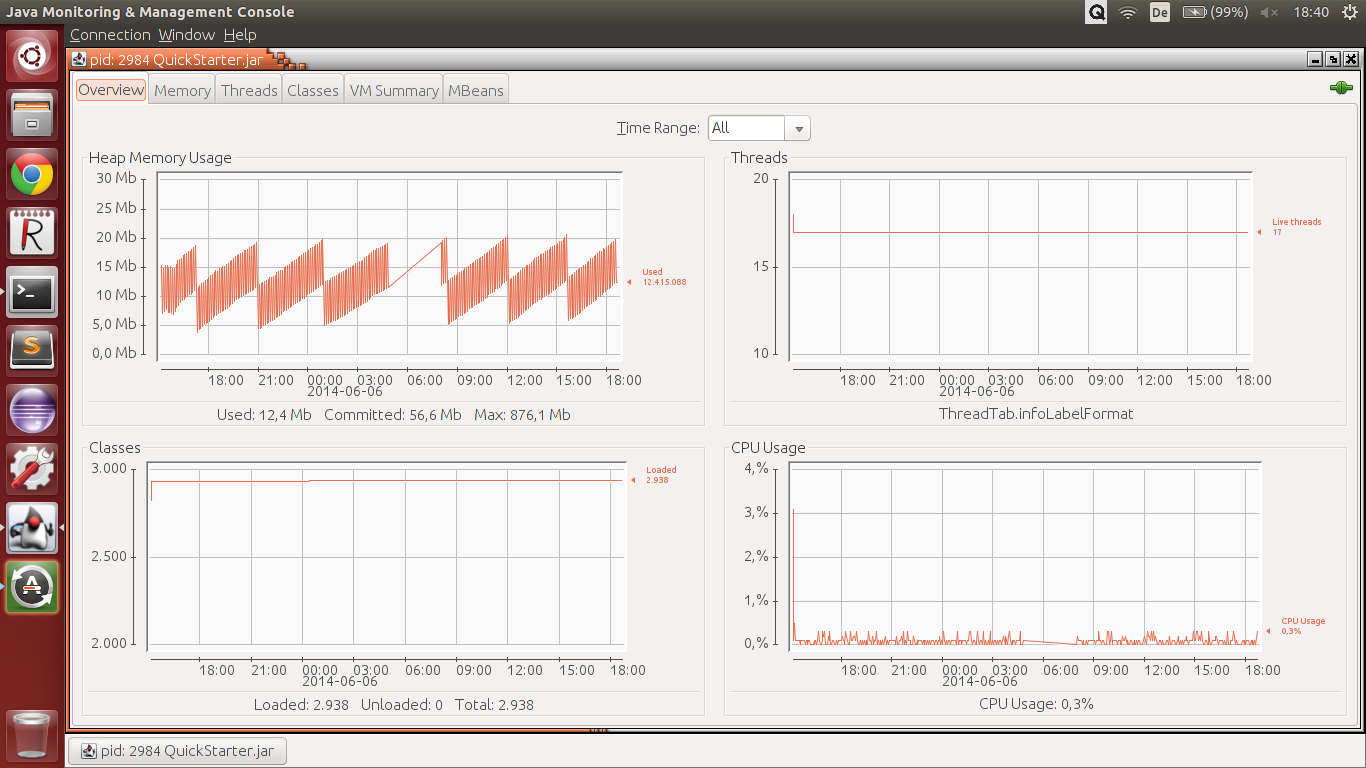 Java Monitoring & Management Console
De
(99%)
18:40
Connection Window Help
pid: 2984 QuickStarter.jar
Overview Memory Threads Classes VM Summary MBeans
Time Range: All
Heap Memory Usage
30 Mb
25 Mb
20 Mb
15 Mb
10 Mb
5,0 Mb
0,0 Mb
Used
12.415.088
18:00 21:00 00:00 03:00 06:00 09:00 12:00 15:00 18:00
2014-06-06
Used: 12,4 Mb Committed: 56,6 Mb Max: 876,1 Mb
Threads
20
15
10
Live threads
17
18:00 21:00 00:00 03:00 06:00 09:00 12:00 15:00 18:00
2014-06-06
ThreadTab.infoLabelFormat
Classes
3.000
2.500
2.000
Loaded
2.938
18:00 21:00 00:00 03:00 06:00 09:00 12:00 15:00 18:00
2014-06-06
Loaded: 2.938 Unloaded: 0 Total: 2.938
CPU Usage
4,%
3,%
2,%
1,%
0,%
CPU Usage
0,3%
18:00 21:00 00:00 03:00 06:00 09:00 12:00 15:00 18:00
2014-06-06
CPU Usage: 0,3%
pid: 2984 QuickStarter.jar